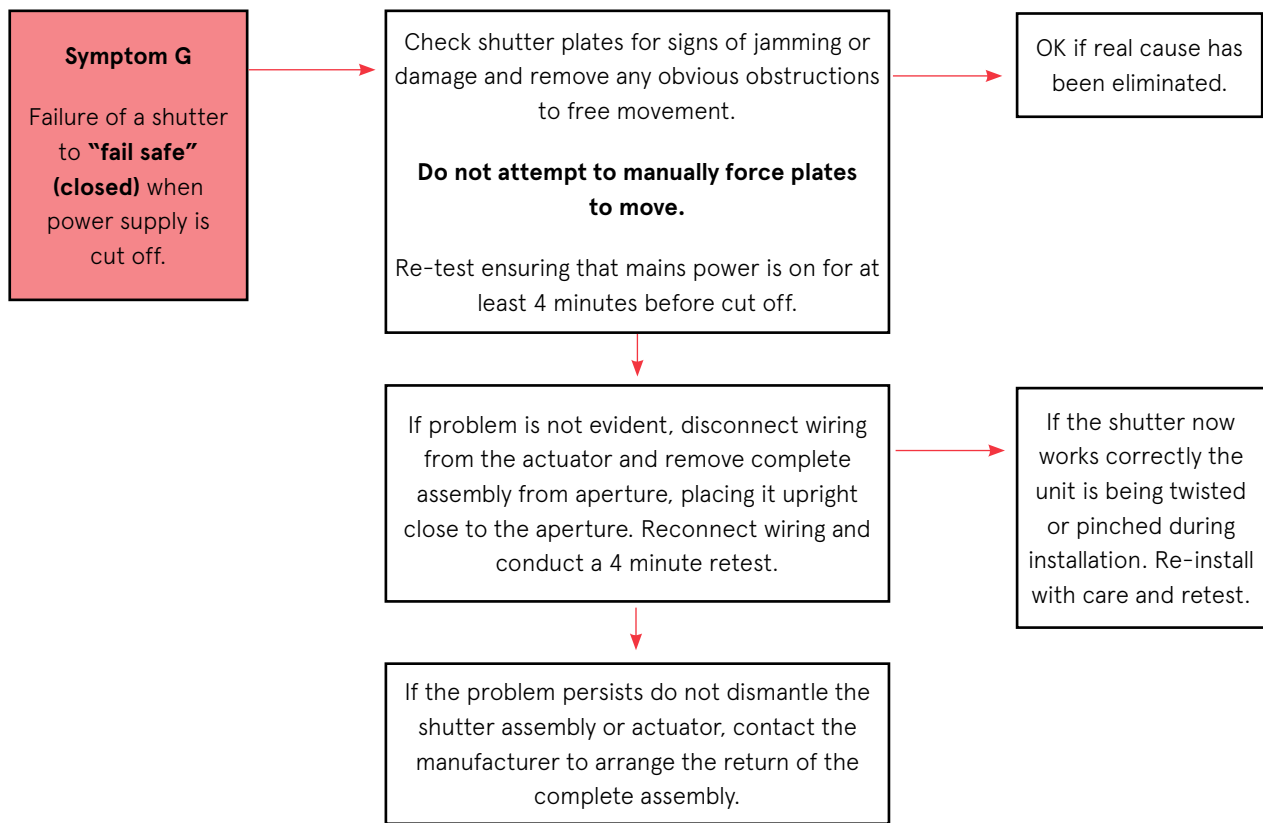 Symptom G
Failure of a shutter
to “fail safe”
(closed) when
power supply is
cut off.
Check shutter plates for signs of jamming or
damage and remove any obvious obstructions
to free movement.
Do not attempt to manually force plates
to move.
Re-test ensuring that mains power is on for at
least 4 minutes before cut off.
OK if real cause has
been eliminated.
If problem is not evident, disconnect wiring
from the actuator and remove complete
assembly from aperture, placing it upright
close to the aperture. Reconnect wiring and
conduct a 4 minute retest.
If the shutter now
works correctly the
unit is being twisted
or pinched during
installation. Re-install
with care and retest.
If the problem persists do not dismantle the
shutter assembly or actuator, contact the
manufacturer to arrange the return of the
complete assembly.